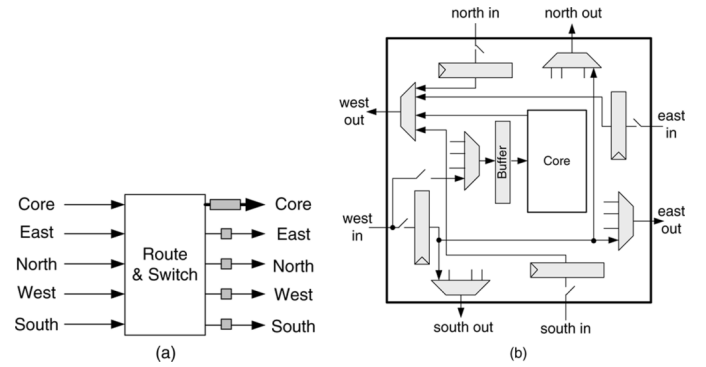 Core
East
North
West
South
Route
& Switch
Core
East
North
West
South
(a)
north in
north out
west
out
east
in
Buffer
Core
west
in
east
out
south out
south in
(b)